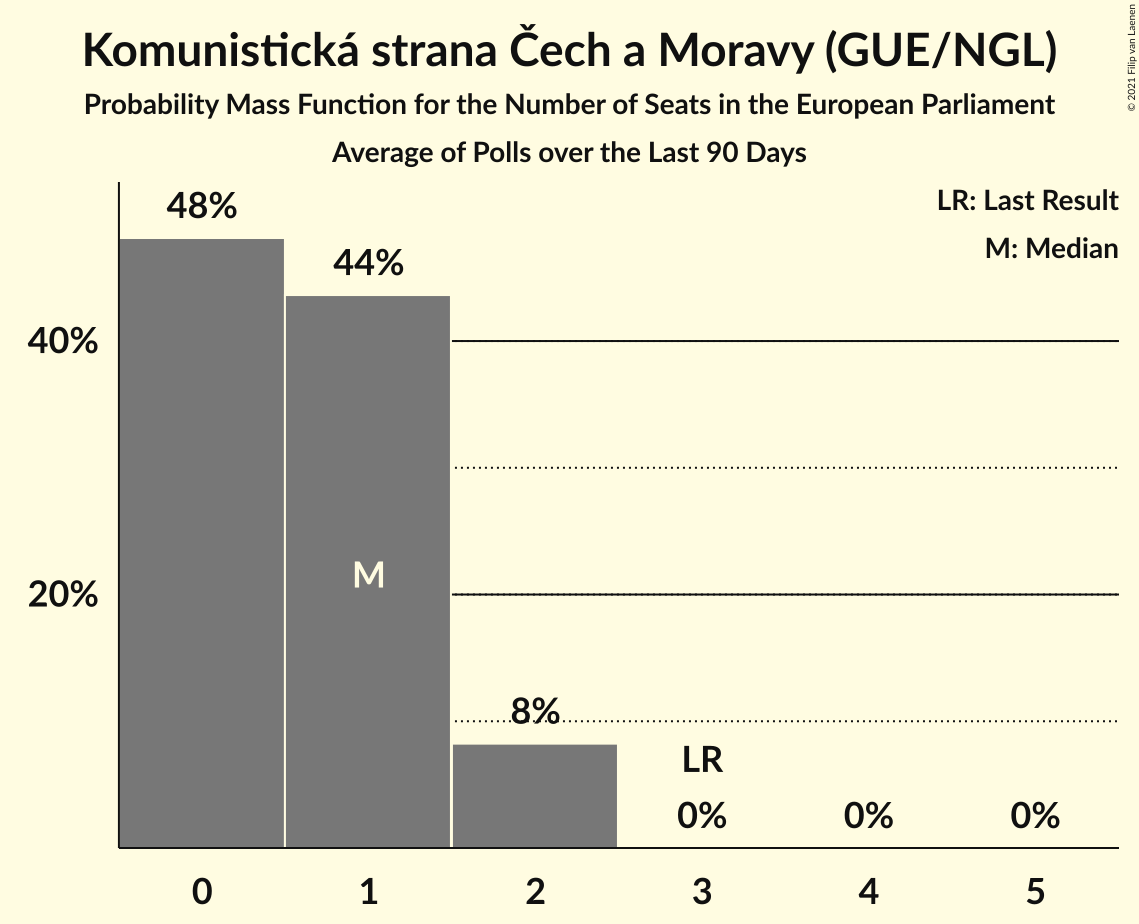 Komunistická strana Čech a Moravy (GUE/NGL)
Probability Mass Function for the Number of Seats in the European Parliament
Average of Polls over the Last 90 Days
© 2021 Filip van Laenen
LR: Last Result
M: Median
48%
44%
40%
M
20%
8%
LR
0%
0%
0%
0
1
2
3
4
5